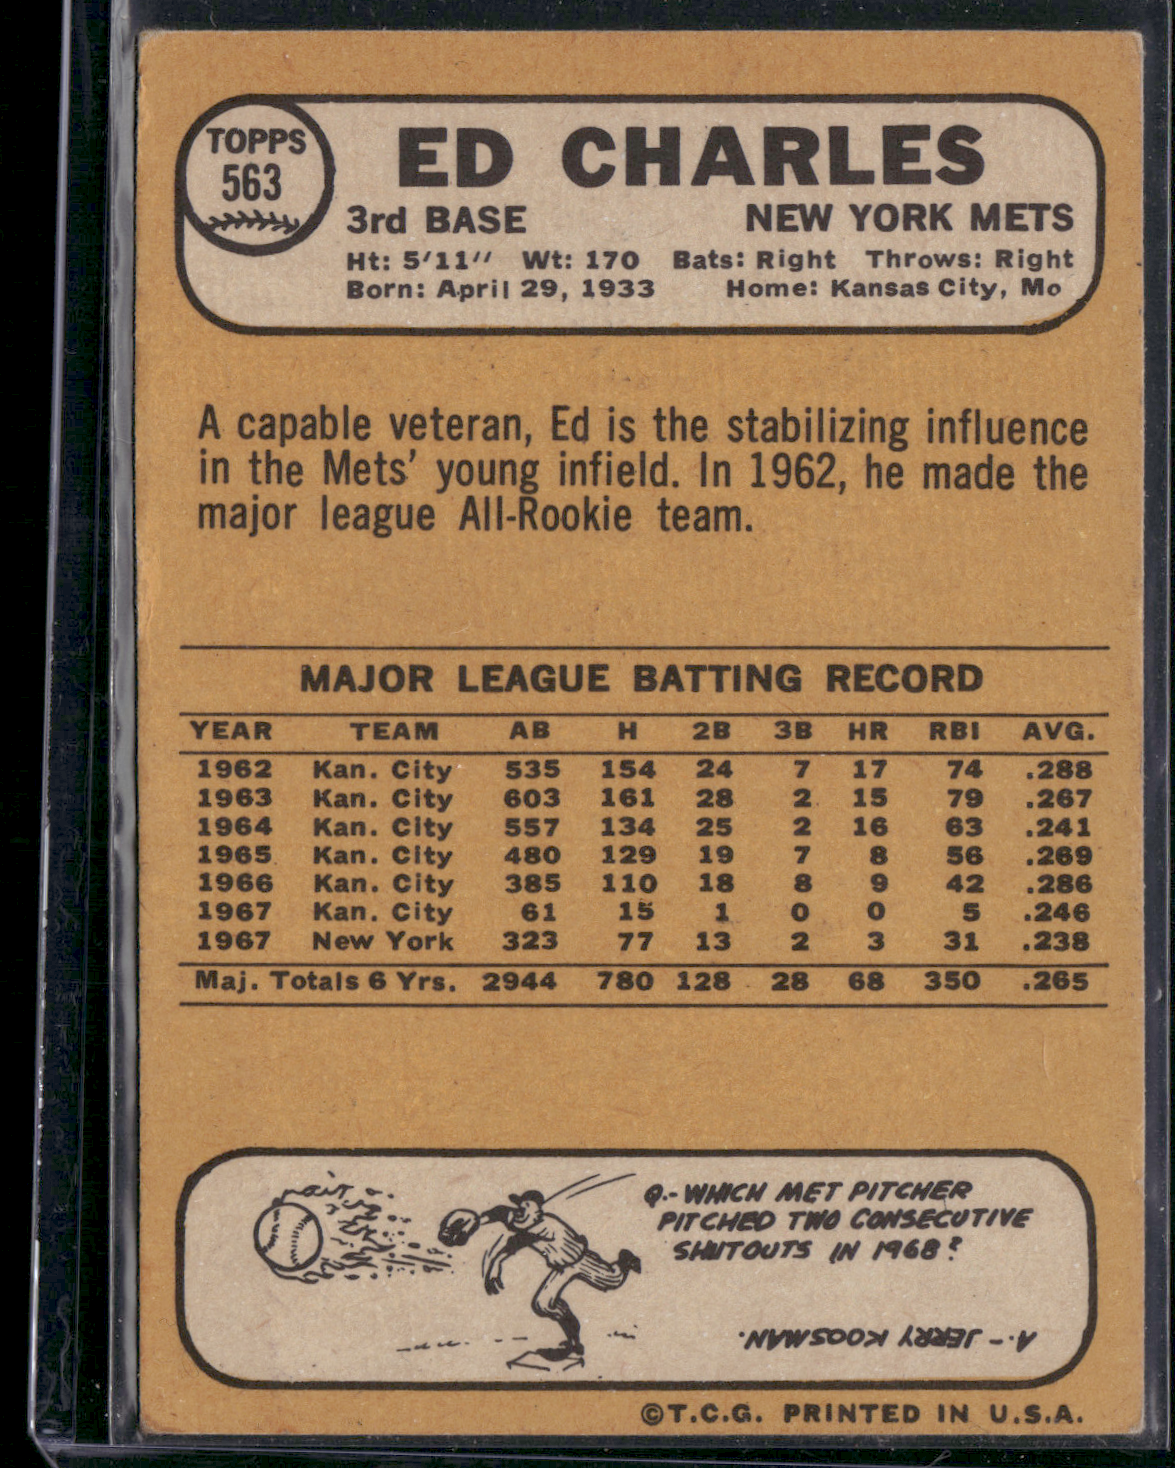 TOPPS
563
ED CHARLES
3rd BASE NEW YORK METS
Ht: 5'11" Wt: 170 Bats: Right Throws: Right
Born: April 29, 1933 Home: Kansas City, Mo
A capable veteran, Ed is the stabilizing influence
in the Mets' young infield. In 1962, he made the
major league All-Rookie team.
MAJOR LEAGUE BATTING RECORD
YEAR TEAM AB H 2B 3B HR RBI AVG.
1962 Kan. City 535 154 24 7 17 74 .288
1963 Kan. City 603 161 28 2 15 79 .267
1964 Kan. City 557 134 25 2 16 63 .241
1965 Kan. City 480 129 19 7 8 56 .269
1966 Kan. City 385 110 18 8 9 42 .286
1967 Kan. City 61 15 1 0 0 5 .246
1967 New York 323 77 13 2 3 31 .238
Maj. Totals 6 Yrs. 2944 780 128 28 68 350 .265
Q.- WHICH MET PITCHER
PITCHED TWO CONSECUTIVE
SHUTOUTS IN 1968?
A.- JERRY KOOSMAN.
©T.C.G. PRINTED IN U.S.A.